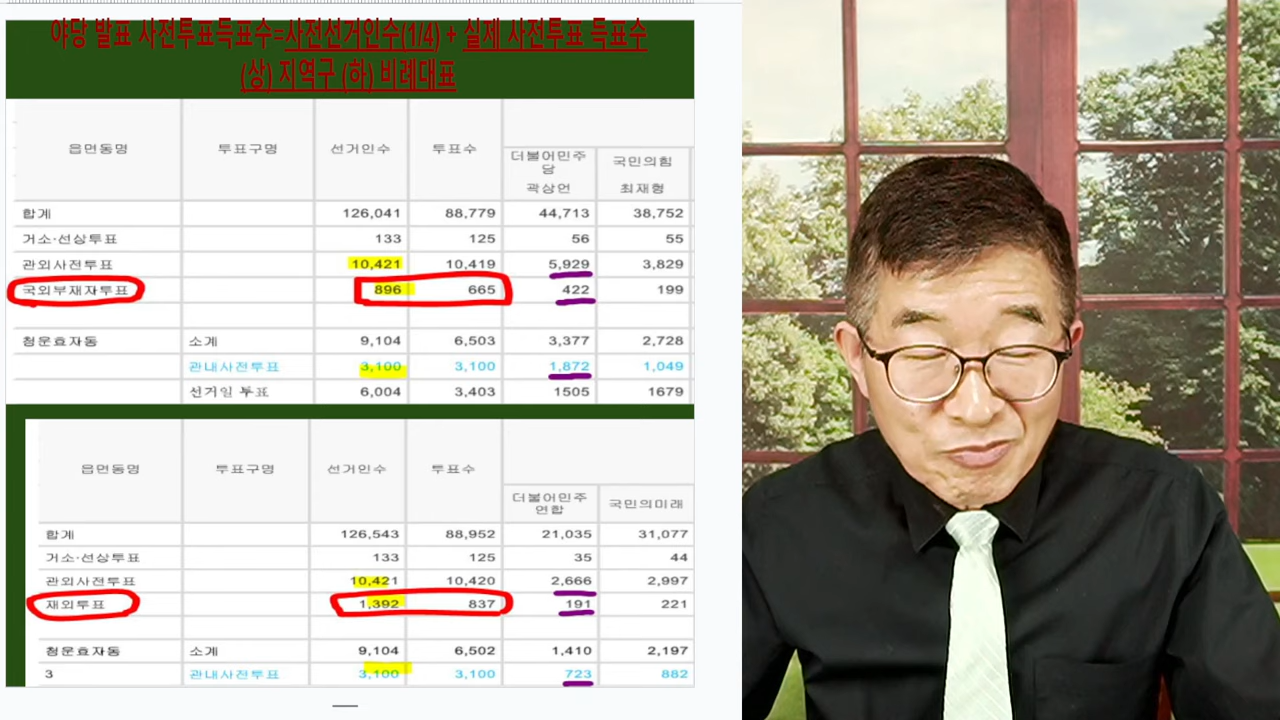 야당 발표 사전투표득표수=사전선거인수(1/4) + 실제 사전투표 득표수
(상) 지역구 (하) 비례대표
읍면동명 투표구명 선거인수 투표수 더불어민주당 곽상언 국민의힘 최재형
합계 126,041 88,779 44,713 38,752
거소·선상투표 133 125 56 55
관외사전투표 10,421 10,419 5,929 3,829
국외부재자투표 896 665 422 199
청운효자동 소계 9,104 6,503 3,377 2,728
관내사전투표 3,100 3,100 1,872 1,049
선거일 투표 6,004 3,403 1505 1679
읍면동명 투표구명 선거인수 투표수 더불어민주연합 국민의미래
합계 126,543 88,952 21,035 31,077
거소·선상투표 133 125 35 44
관외사전투표 10,421 10,420 2,666 2,997
재외투표 1,392 837 191 221
청운효자동 소계 9,104 6,502 1,410 2,197
3 관내사전투표 3,100 3,100 723 882